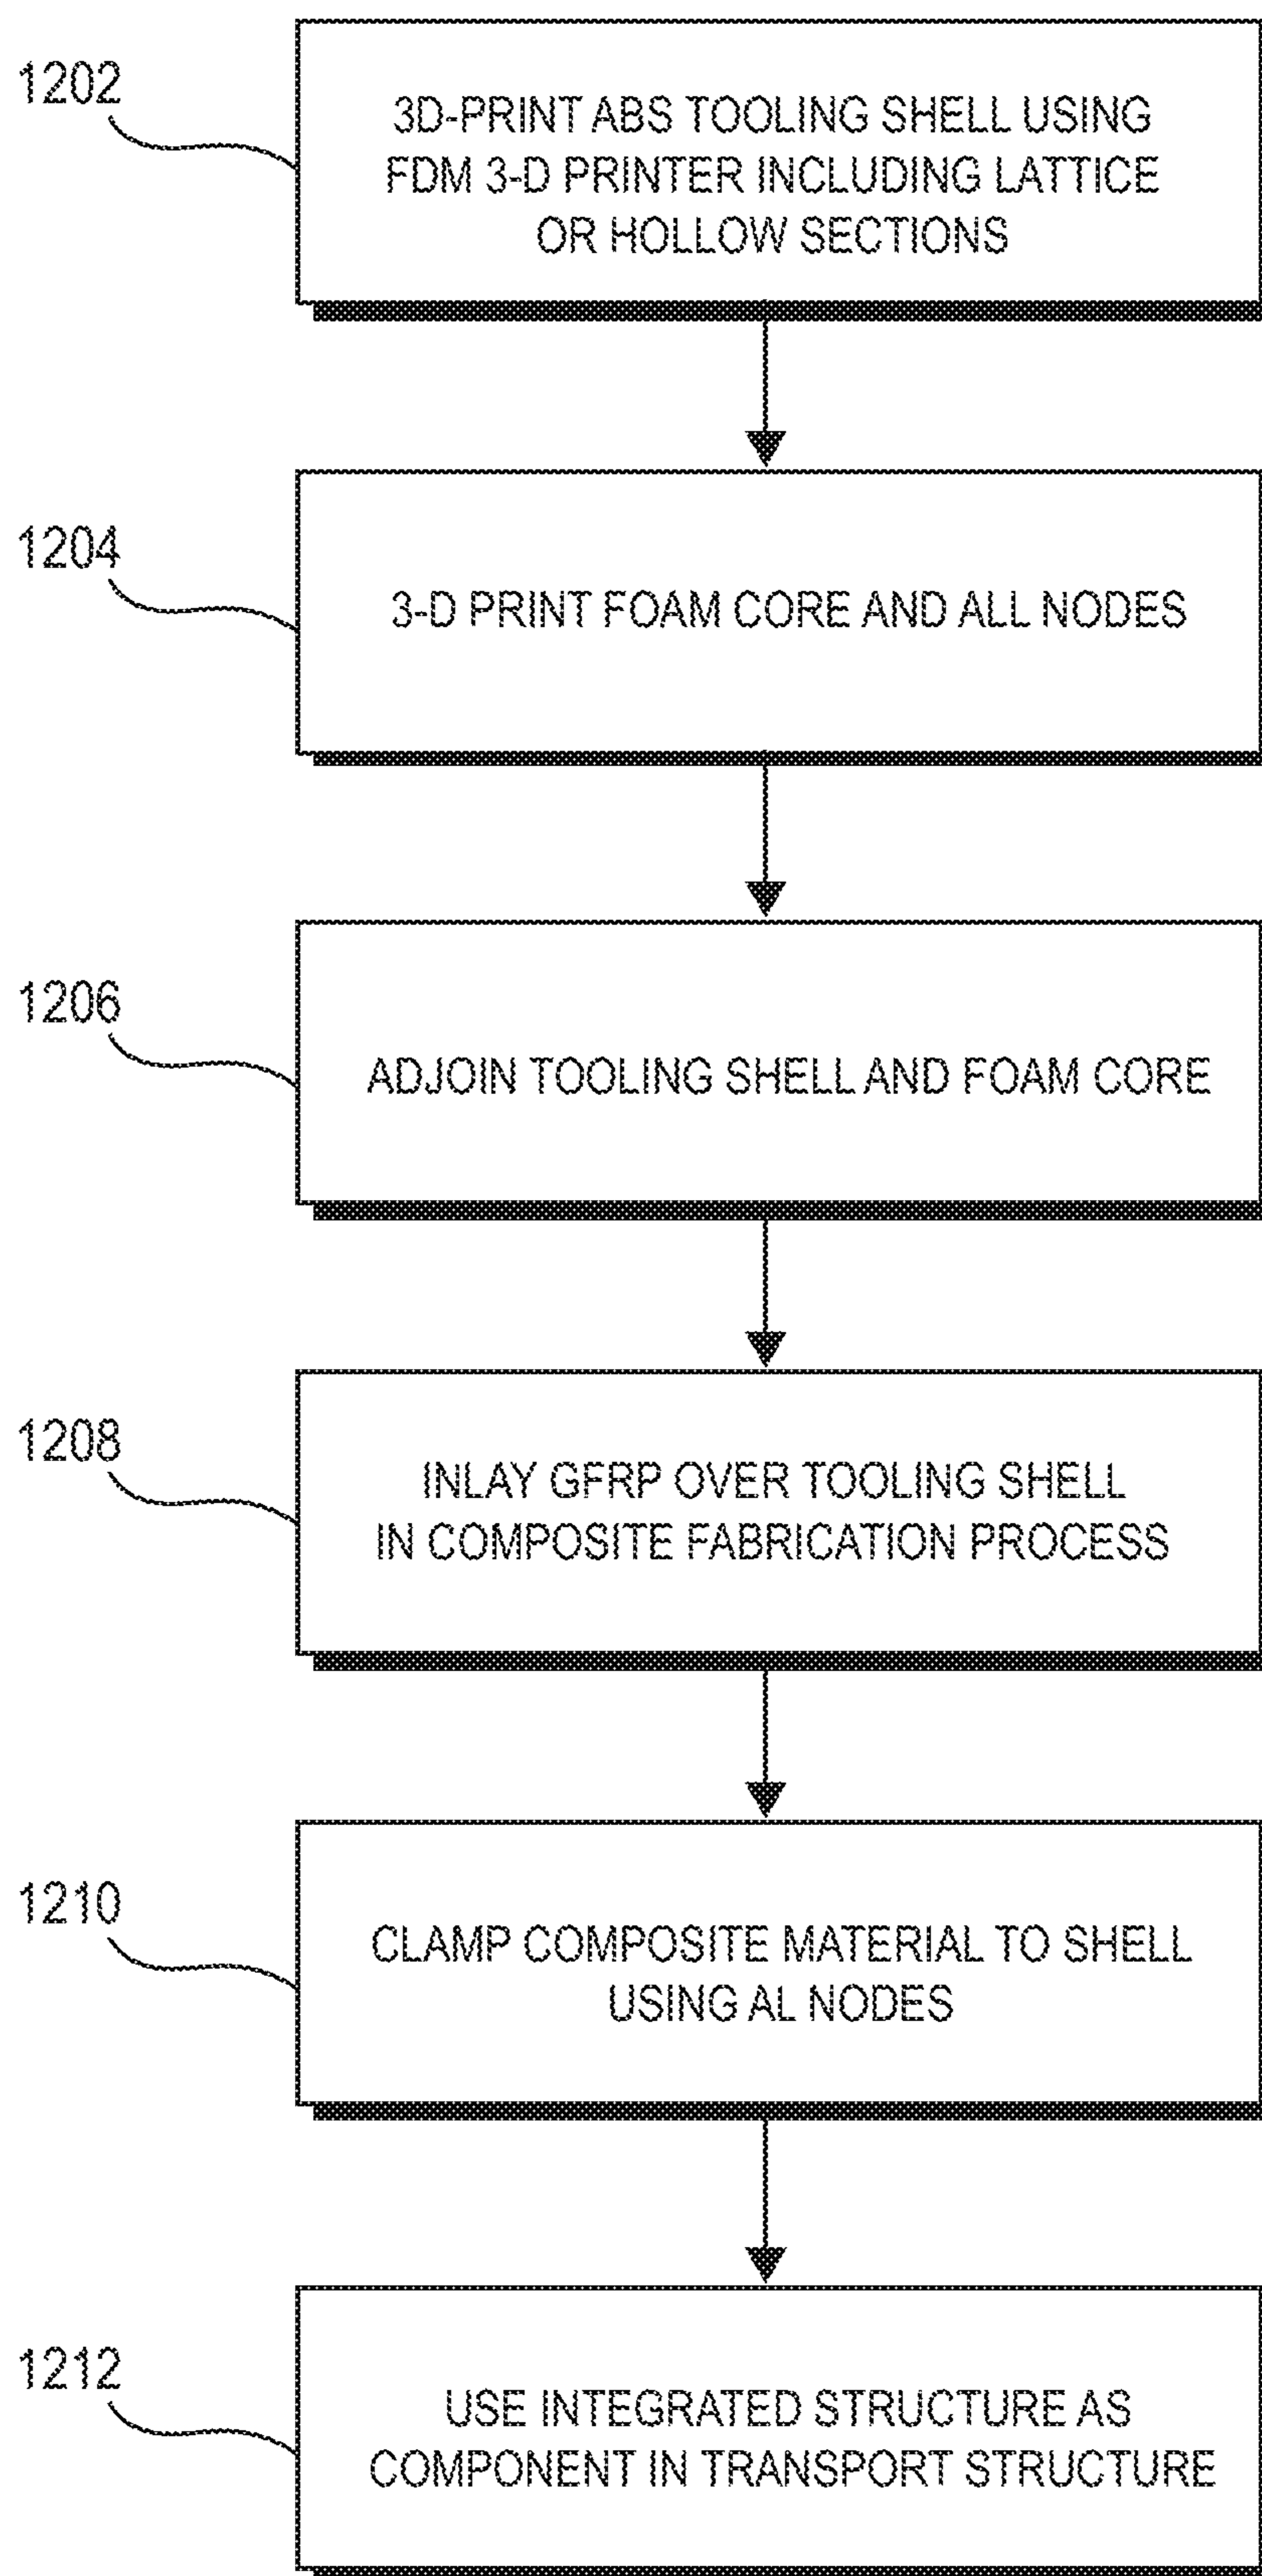 1202
3D-PRINT ABS TOOLING SHELL USING
FDM 3-D PRINTER INCLUDING LATTICE
OR HOLLOW SECTIONS
1204
3-D PRINT FOAM CORE AND ALL NODES
1206
ADJOIN TOOLING SHELL AND FOAM CORE
1208
INLAY GFRP OVER TOOLING SHELL
IN COMPOSITE FABRICATION PROCESS
1210
CLAMP COMPOSITE MATERIAL TO SHELL
USING AL NODES
1212
USE INTEGRATED STRUCTURE AS
COMPONENT IN TRANSPORT STRUCTURE